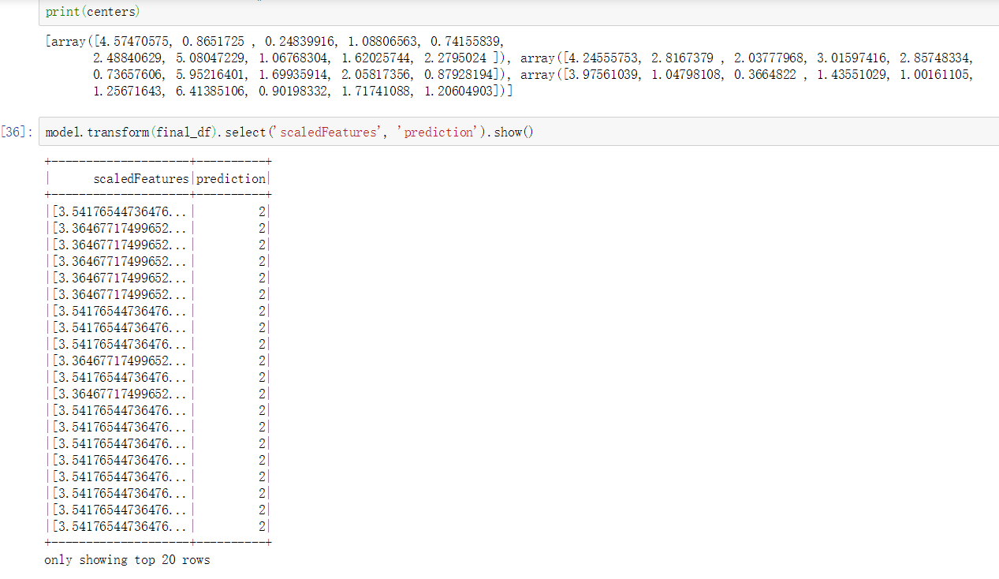 print(centers)
[array([4.57470575, 0.8651725 , 0.24839916, 1.08806563, 0.74155839,
2.48840629, 5.08047229, 1.06768304, 1.62025744, 2.2795024 ]), array([4.24555753, 2.8167379 , 2.03777968, 3.01597416, 2.85748334,
0.73657606, 5.95216401, 1.69935914, 2.05817356, 0.87928194]), array([3.97561039, 1.04798108, 0.3664822 , 1.43551029, 1.00161105,
1.25671643, 6.41385106, 0.90198332, 1.71741088, 1.20604903])]
[36]: model.transform(final_df).select('scaledFeatures', 'prediction').show()
+--------------------+----------+
|      scaledFeatures|prediction|
+--------------------+----------+
|[3.54176544736476...|         2|
|[3.36467717499652...|         2|
|[3.36467717499652...|         2|
|[3.36467717499652...|         2|
|[3.36467717499652...|         2|
|[3.36467717499652...|         2|
|[3.54176544736476...|         2|
|[3.54176544736476...|         2|
|[3.54176544736476...|         2|
|[3.36467717499652...|         2|
|[3.54176544736476...|         2|
|[3.36467717499652...|         2|
|[3.54176544736476...|         2|
|[3.54176544736476...|         2|
|[3.54176544736476...|         2|
|[3.54176544736476...|         2|
|[3.54176544736476...|         2|
|[3.54176544736476...|         2|
|[3.54176544736476...|         2|
|[3.54176544736476...|         2|
+--------------------+----------+
only showing top 20 rows